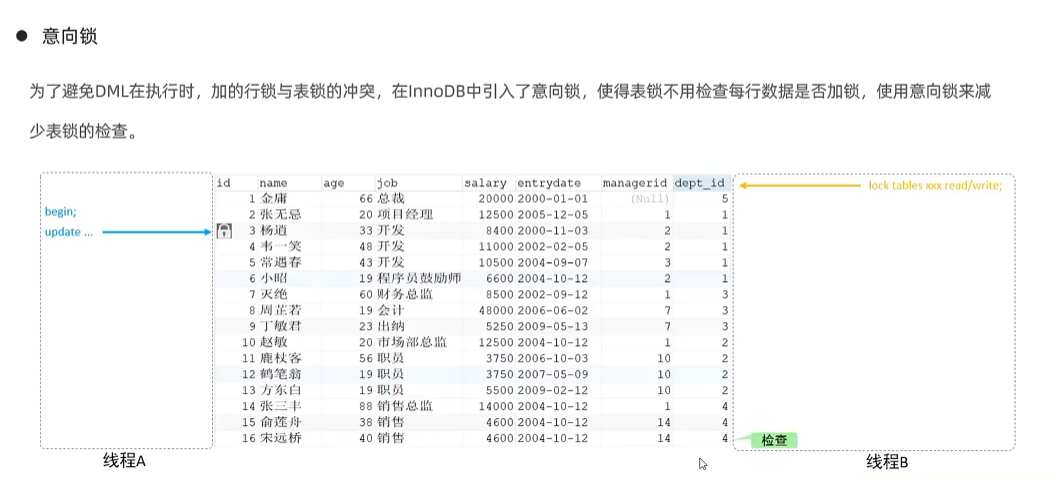 ● 意向锁
为了避免DML在执行时，加的行锁与表锁的冲突，在InnoDB中引入了意向锁，使得表锁不用检查每行数据是否加锁，使用意向锁来减
少表锁的检查。
id name age job salary entrydate managerid dept_id
lock tables xxx read/write;
1 金庸 66 总裁 20000 2000-01-01 (Null) 5
begin;
2 张无忌 20 项目经理 12500 2005-12-05 1 1
update ...
3 杨逍 33 开发 8400 2000-11-03 2 1
4 韦一笑 48 开发 11000 2002-02-05 2 1
5 常遇春 43 开发 10500 2004-09-07 3 1
6 小昭 19 程序员鼓励师 6600 2004-10-12 2 1
7 灭绝 60 财务总监 8500 2002-09-12 1 3
8 周芷若 19 会计 48000 2006-06-02 7 3
9 丁敏君 23 出纳 5250 2009-05-13 7 3
10 赵敏 20 市场部总监 12500 2004-10-12 1 2
11 鹿杖客 56 职员 3750 2006-10-03 10 2
12 鹤笔翁 19 职员 3750 2007-05-09 10 2
13 方东白 19 职员 5500 2009-02-12 10 2
14 张三丰 88 销售总监 14000 2004-10-12 1 4
15 俞莲舟 38 销售 4600 2004-10-12 14 4
16 宋远桥 40 销售 4600 2004-10-12 14 4
检查
线程A
线程B